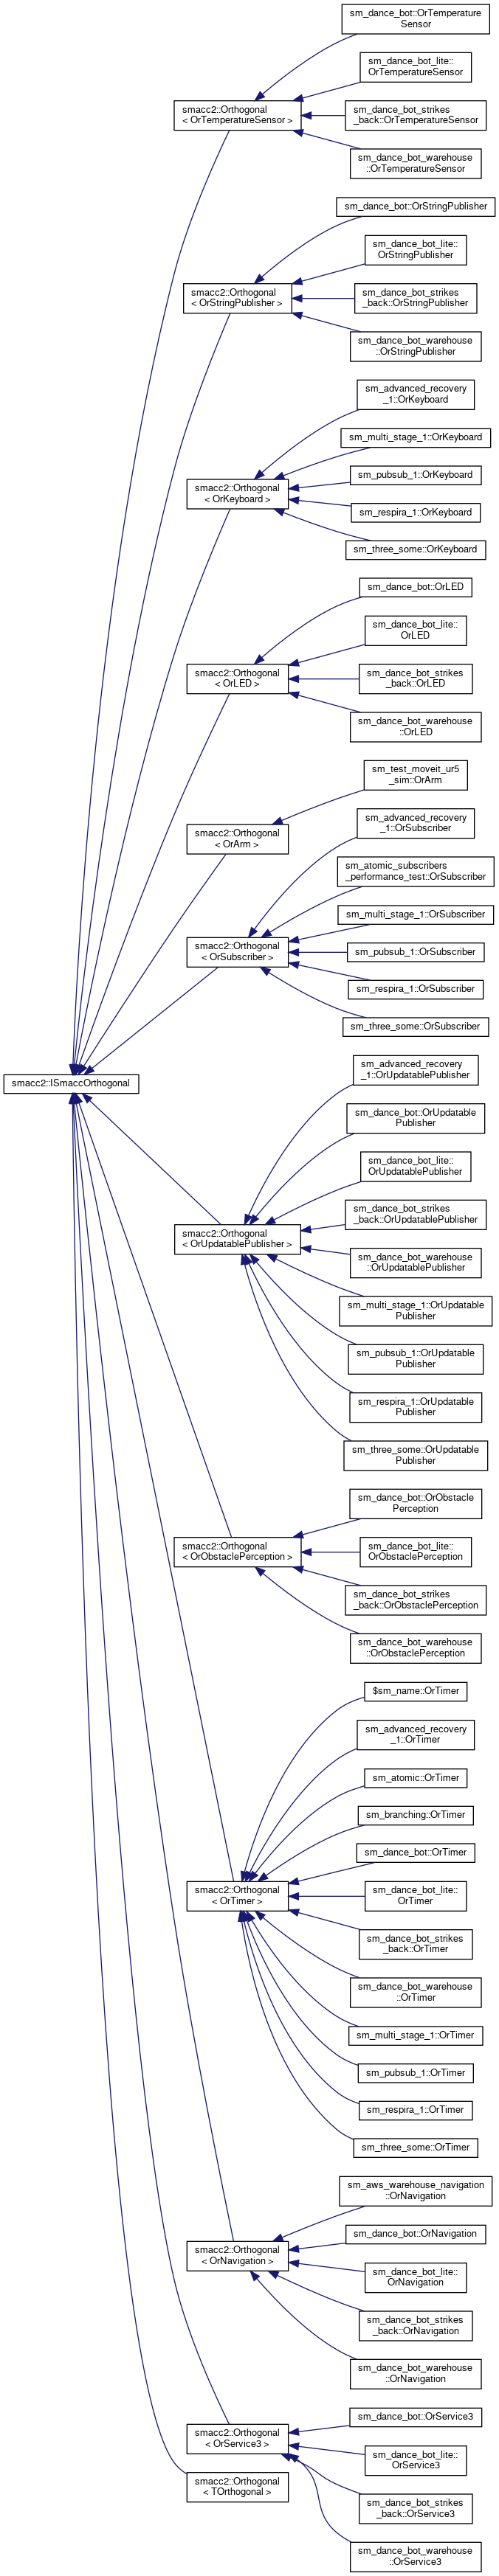 sm_dance_bot::OrTemperature
Sensor
smacc2::Orthogonal
< OrTemperatureSensor >
sm_dance_bot_lite::
OrTemperatureSensor
sm_dance_bot_strikes
_back::OrTemperatureSensor
sm_dance_bot_warehouse
::OrTemperatureSensor
sm_dance_bot::OrStringPublisher
smacc2::Orthogonal
< OrStringPublisher >
sm_dance_bot_lite::
OrStringPublisher
sm_dance_bot_strikes
_back::OrStringPublisher
sm_dance_bot_warehouse
::OrStringPublisher
smacc2::Orthogonal
< OrKeyboard >
sm_advanced_recovery
_1::OrKeyboard
sm_multi_stage_1::OrKeyboard
sm_pubsub_1::OrKeyboard
sm_respira_1::OrKeyboard
sm_three_some::OrKeyboard
smacc2::Orthogonal
< OrLED >
sm_dance_bot::OrLED
sm_dance_bot_lite::
OrLED
sm_dance_bot_strikes
_back::OrLED
sm_dance_bot_warehouse
::OrLED
smacc2::Orthogonal
< OrArm >
sm_test_moveit_ur5
_sim::OrArm
smacc2::Orthogonal
< OrSubscriber >
sm_advanced_recovery
_1::OrSubscriber
sm_atomic_subscribers
_performance_test::OrSubscriber
sm_multi_stage_1::OrSubscriber
sm_pubsub_1::OrSubscriber
sm_respira_1::OrSubscriber
sm_three_some::OrSubscriber
smacc2::ISmaccOrthogonal
smacc2::Orthogonal
< OrUpdatablePublisher >
sm_advanced_recovery
_1::OrUpdatablePublisher
sm_dance_bot::OrUpdatable
Publisher
sm_dance_bot_lite::
OrUpdatablePublisher
sm_dance_bot_strikes
_back::OrUpdatablePublisher
sm_dance_bot_warehouse
::OrUpdatablePublisher
sm_multi_stage_1::OrUpdatable
Publisher
sm_pubsub_1::OrUpdatable
Publisher
sm_respira_1::OrUpdatable
Publisher
sm_three_some::OrUpdatable
Publisher
smacc2::Orthogonal
< OrObstaclePerception >
sm_dance_bot::OrObstacle
Perception
sm_dance_bot_lite::
OrObstaclePerception
sm_dance_bot_strikes
_back::OrObstaclePerception
sm_dance_bot_warehouse
::OrObstaclePerception
smacc2::Orthogonal
< OrTimer >
$sm_name::OrTimer
sm_advanced_recovery
_1::OrTimer
sm_atomic::OrTimer
sm_branching::OrTimer
sm_dance_bot::OrTimer
sm_dance_bot_lite::
OrTimer
sm_dance_bot_strikes
_back::OrTimer
sm_dance_bot_warehouse
::OrTimer
sm_multi_stage_1::OrTimer
sm_pubsub_1::OrTimer
sm_respira_1::OrTimer
sm_three_some::OrTimer
smacc2::Orthogonal
< OrNavigation >
sm_aws_warehouse_navigation
::OrNavigation
sm_dance_bot::OrNavigation
sm_dance_bot_lite::
OrNavigation
sm_dance_bot_strikes
_back::OrNavigation
sm_dance_bot_warehouse
::OrNavigation
smacc2::Orthogonal
< OrService3 >
sm_dance_bot::OrService3
sm_dance_bot_lite::
OrService3
sm_dance_bot_strikes
_back::OrService3
sm_dance_bot_warehouse
::OrService3
smacc2::Orthogonal
< TOrthogonal >